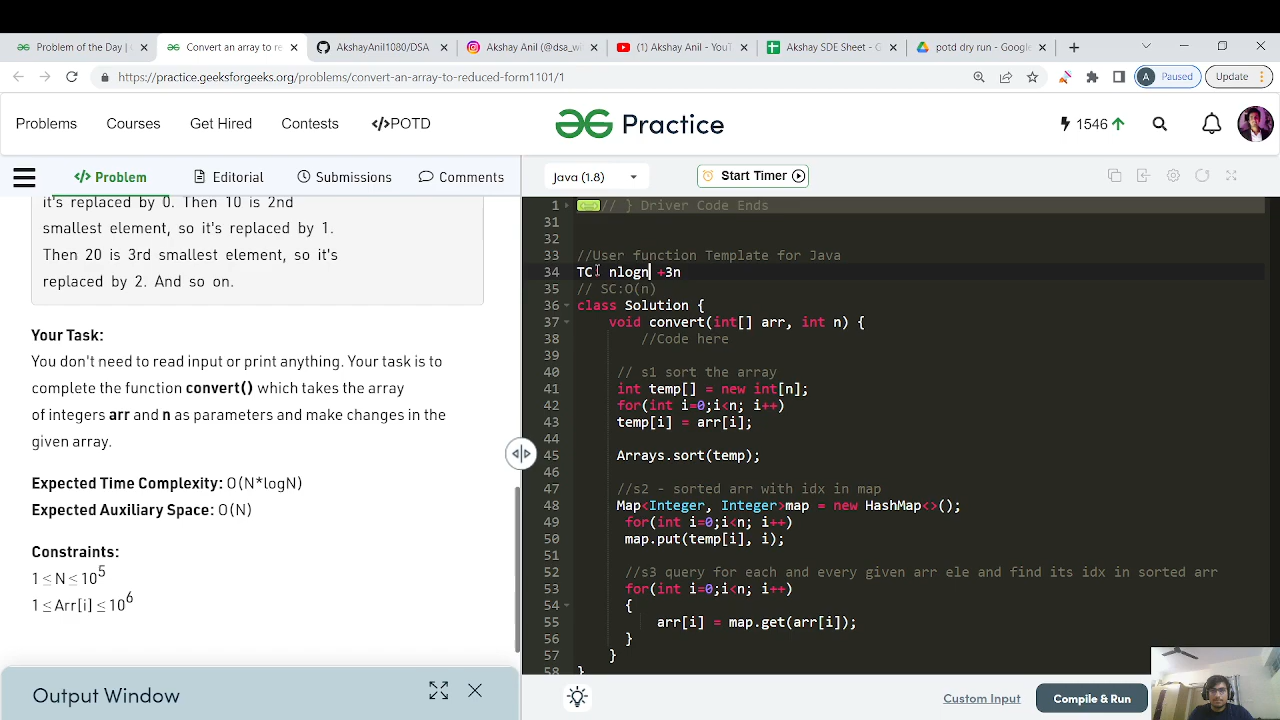 Problem of the Day |
Convert an array to re
AkshayAnil1080/DSA
Akshay Anil (@dsa_wi
(1) Akshay Anil - YouT
Akshay SDE Sheet - G
potd dry run - Google
https://practice.geeksforgeeks.org/problems/convert-an-array-to-reduced-form1101/1
A Paused
Update
Problems
Courses
Get Hired
Contests
</>POTD
Practice
1546
</> Problem
Editorial
Submissions
Comments
Java (1.8)
Start Timer
it's replaced by 0. Then 10 is 2nd
smallest element, so it's replaced by 1.
Then 20 is 3rd smallest element, so it's
replaced by 2. And so on.
Your Task:
You don't need to read input or print anything. Your task is to
complete the function convert() which takes the array
of integers arr and n as parameters and make changes in the
given array.
Expected Time Complexity: O(N*logN)
Expected Auxiliary Space: O(N)
Constraints:
1 ≤ N ≤ 10^5
1 ≤ Arr[i] ≤ 10^6
Output Window
1 // } Driver Code Ends
31
32
33 //User function Template for Java
34 TC: nlogn +3n
35 // SC:O(n)
36 class Solution {
37 void convert(int[] arr, int n) {
38 //Code here
39
40 // s1 sort the array
41 int temp[] = new int[n];
42 for(int i=0;i<n; i++)
43 temp[i] = arr[i];
44
45 Arrays.sort(temp);
46
47 //s2 - sorted arr with idx in map
48 Map<Integer, Integer>map = new HashMap<>();
49 for(int i=0;i<n; i++)
50 map.put(temp[i], i);
51
52 //s3 query for each and every given arr ele and find its idx in sorted arr
53 for(int i=0;i<n; i++)
54 {
55 arr[i] = map.get(arr[i]);
56 }
57 }
58 }
Custom Input
Compile & Run